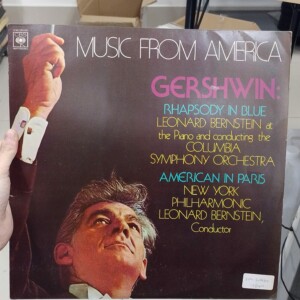 CBS
MUSIC FROM AMERICA
GERSHWIN:
RHAPSODY IN BLUE
LEONARD BERNSTEIN at
the Piano and conducting the
COLUMBIA
SYMPHONY ORCHESTRA
AMERICAN IN PARIS
NEW YORK
PHILHARMONIC
LEONARD BERNSTEIN,
Conductor